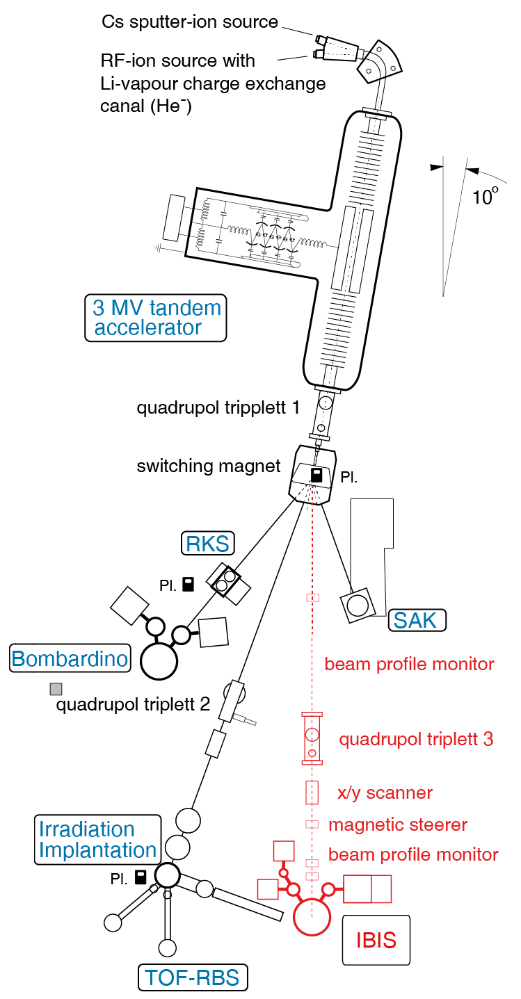 Cs sputter-ion source
RF-ion source with
Li-vapour charge exchange
canal (He⁻)
10°
3 MV tandem
accelerator
quadrupol tripplett 1
switching magnet
Pl.
RKS
Pl.
SAK
Bombardino
beam profile monitor
quadrupol triplett 2
quadrupol triplett 3
x/y scanner
magnetic steerer
Irradiation
Implantation
beam profile monitor
Pl.
IBIS
TOF-RBS